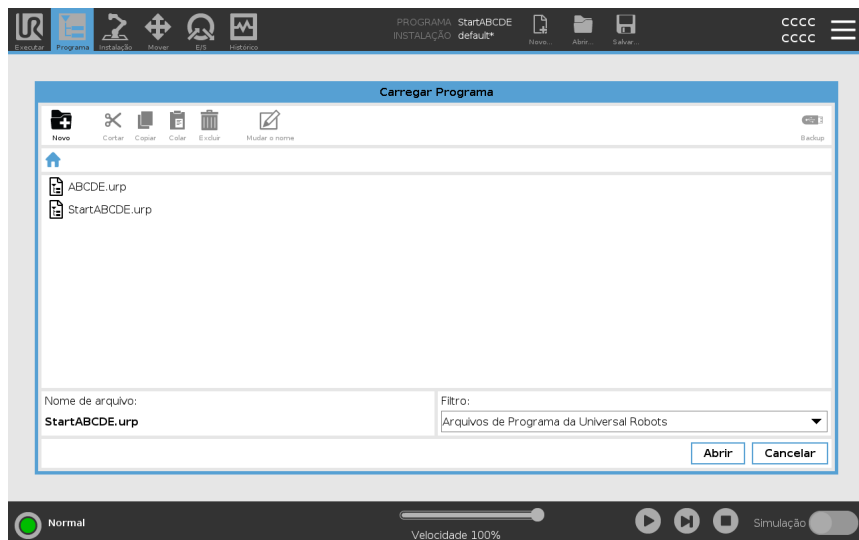 PROGRAMA StartABCDE
INSTALAÇÃO default*
CCCC
CCCC
Executar Programa Instalação Mover E/S Histórico Novo... Abrir... Salvar...
Carregar Programa
Novo Cortar Copiar Colar Excluir Mudar o nome Backup
ABCDE.urp
StartABCDE.urp
Nome de arquivo:
StartABCDE.urp
Filtro:
Arquivos de Programa da Universal Robots
Abrir Cancelar
Normal
Velocidade 100%
Simulação